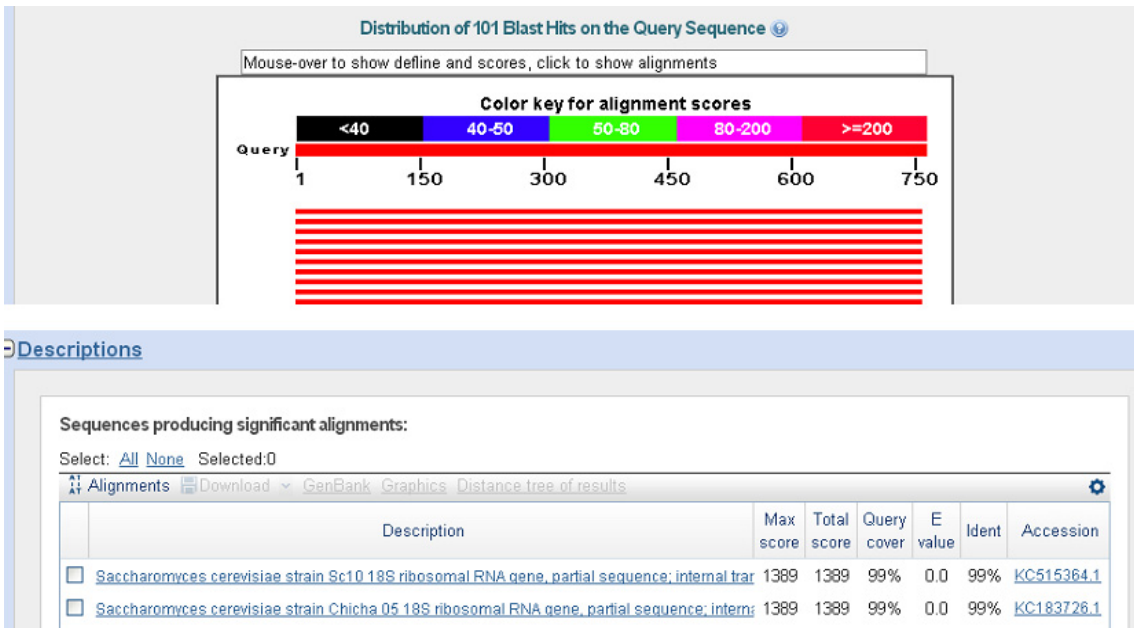 Distribution of 101 Blast Hits on the Query Sequence
Mouse-over to show defline and scores, click to show alignments
Color key for alignment scores
<40 40-50 50-80 80-200 >=200
Query
1 150 300 450 600 750
Descriptions
Sequences producing significant alignments:
Select: All None Selected:0
Alignments Download GenBank Graphics Distance tree of results
Description Max score Total score Query cover E value Ident Accession
Saccharomyces cerevisiae strain Sc10 18S ribosomal RNA gene, partial sequence; internal tran 1389 1389 99% 0.0 99% KC515364.1
Saccharomyces cerevisiae strain Chicha 05 18S ribosomal RNA gene, partial sequence; interna 1389 1389 99% 0.0 99% KC183726.1